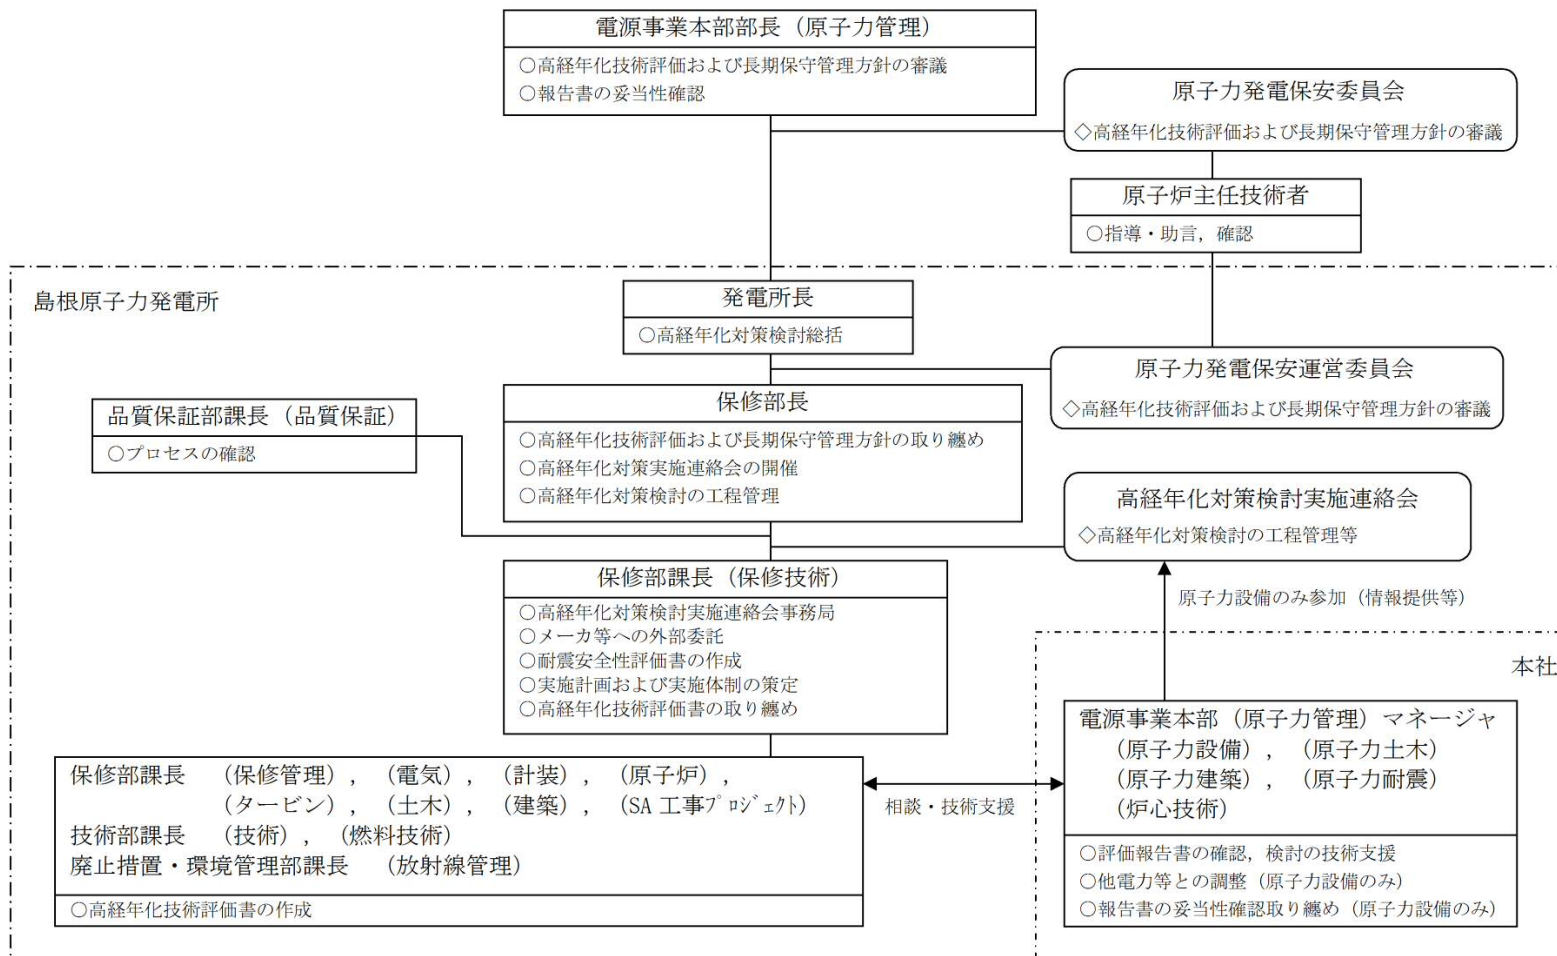 電源事業本部部長（原子力管理）
○高経年化技術評価および長期保守管理方針の審議
○報告書の妥当性確認
原子力発電保安委員会
◇高経年化技術評価および長期保守管理方針の審議
原子炉主任技術者
○指導・助言，確認
島根原子力発電所
発電所長
○高経年化対策検討総括
原子力発電保安運営委員会
◇高経年化技術評価および長期保守管理方針の審議
品質保証部課長（品質保証）
○プロセスの確認
保修部長
○高経年化技術評価および長期保守管理方針の取り纏め
○高経年化対策実施連絡会の開催
○高経年化対策検討の工程管理
高経年化対策検討実施連絡会
◇高経年化対策検討の工程管理等
保修部課長（保修技術）
○高経年化対策検討実施連絡会事務局
○メーカ等への外部委託
○耐震安全性評価書の作成
○実施計画および実施体制の策定
○高経年化技術評価書の取り纏め
原子力設備のみ参加（情報提供等）
本社
保修部課長　（保修管理），（電気），（計装），（原子炉），
（タービン），（土木），（建築），（SA 工事ﾌﾟﾛｼﾞｪｸﾄ）
技術部課長　（技術），（燃料技術）
廃止措置・環境管理部課長　（放射線管理）
○高経年化技術評価書の作成
相談・技術支援
電源事業本部（原子力管理）マネージャ
（原子力設備），（原子力土木）
（原子力建築），（原子力耐震）
（炉心技術）
○評価報告書の確認，検討の技術支援
○他電力等との調整（原子力設備のみ）
○報告書の妥当性確認取り纏め（原子力設備のみ）